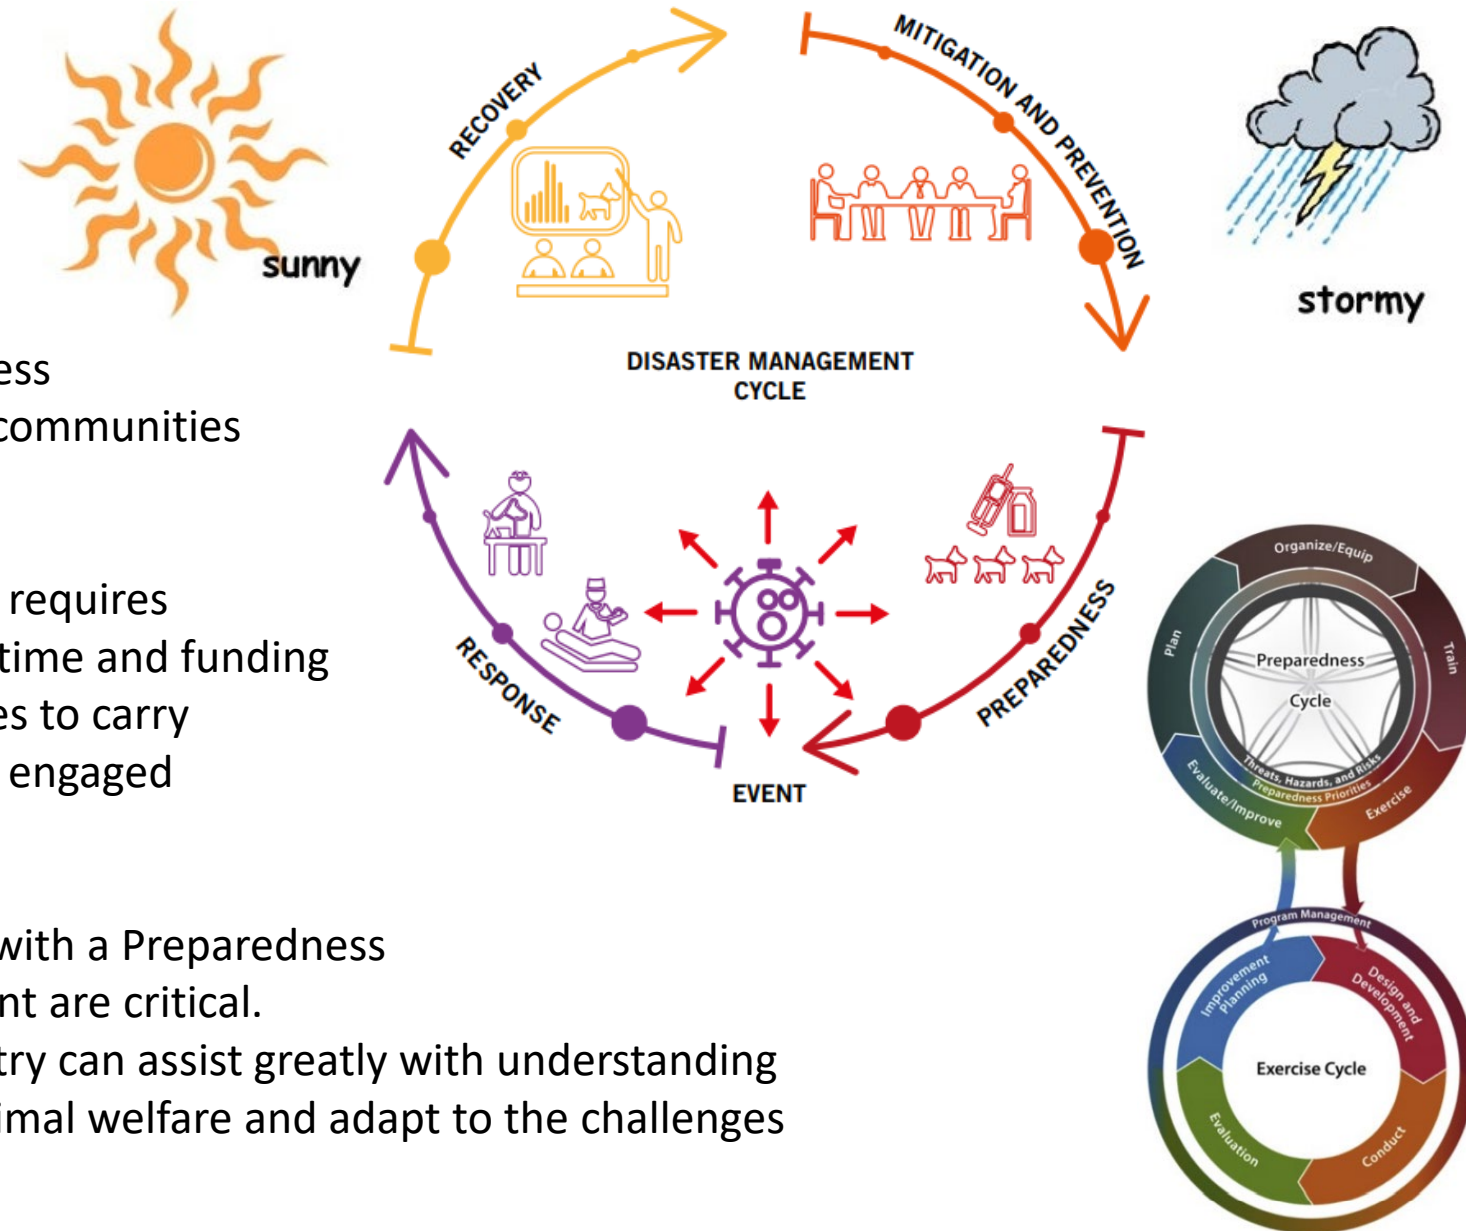 sunny
RECOVERY
MITIGATION AND PREVENTION
stormy
DISASTER MANAGEMENT
CYCLE
PREPAREDNESS
RESPONSE
EVENT
ess
communities
requires
time and funding
es to carry
engaged
with a Preparedness
nt are critical.
try can assist greatly with understanding
imal welfare and adapt to the challenges
Organize/Equip
Plan
Train
Preparedness
Cycle
Threats, Hazards, and Risks
Preparedness Priorities
Evaluate/Improve
Exercise
Program Management
Improvement
Planning
Design and
Development
Exercise Cycle
Evaluation
Conduct